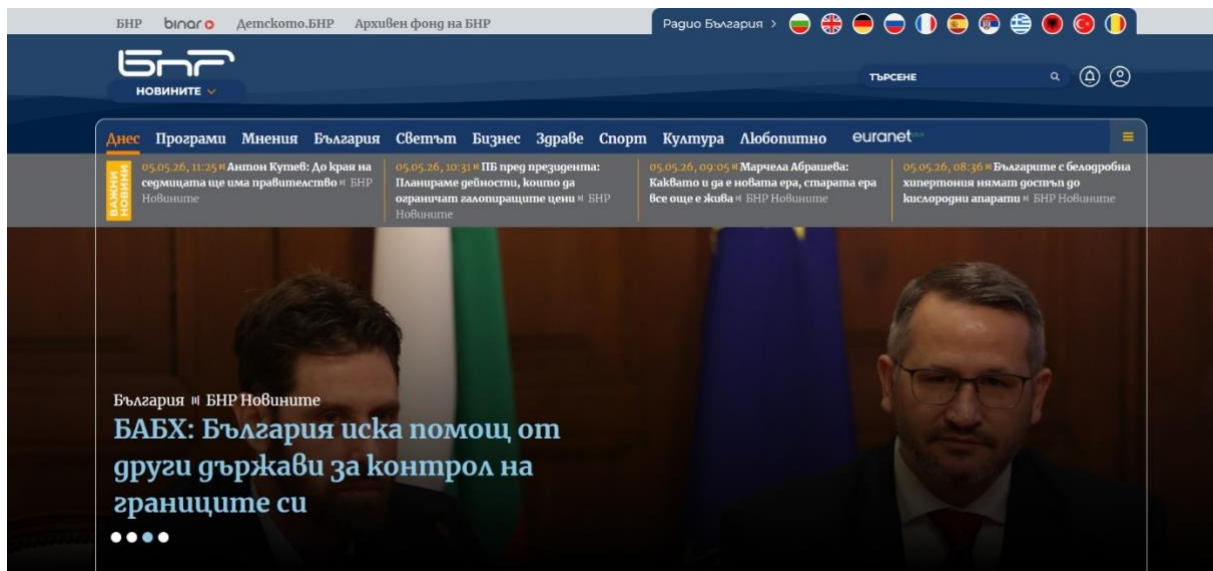 БНР binar Детското.БНР Архивен фонд на БНР Радио България >
БНР
НОВИНИТЕ
ТЪРСЕНЕ
Днес Програми Мнения България Светът Бизнес Здраве Спорт Култура Любопитно euranet
ВАЖНИ
НОВИНИ
05.05.26, 11:25 Антон Кутев: До края на
седмицата ще има правителство БНР
Новините
05.05.26, 10:31 ПБ пред президента:
Планираме дейности, които да
ограничат галопиращите цени БНР
Новините
05.05.26, 09:05 Марчела Абрашева:
Каквато и да е новата ера, старата ера
все още е жива БНР Новините
05.05.26, 08:36 Българите с белодробна
хипертония нямат достъп до
кислородни апарати БНР Новините
България БНР Новините
БАБХ: България иска помощ от
други държави за контрол на
границите си